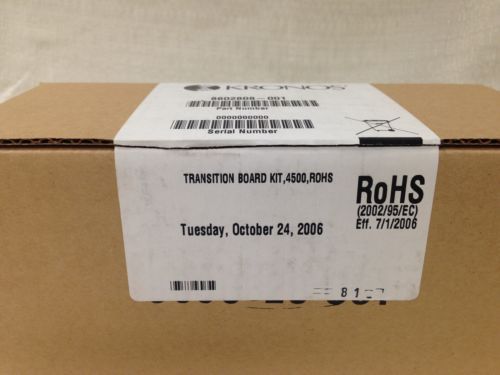 KRONOS
8602808-001
Part Number
0000000000
Serial Number
TRANSITION BOARD KIT,4500,ROHS
RoHS
(2002/95/EC)
Eff. 7/1/2006
Tuesday, October 24, 2006